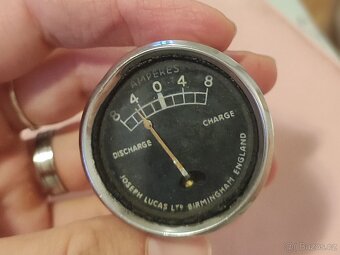 AMPERES
8 4 0 4 8
DISCHARGE
CHARGE
JOSEPH LUCAS LTD BIRMINGHAM ENGLAND